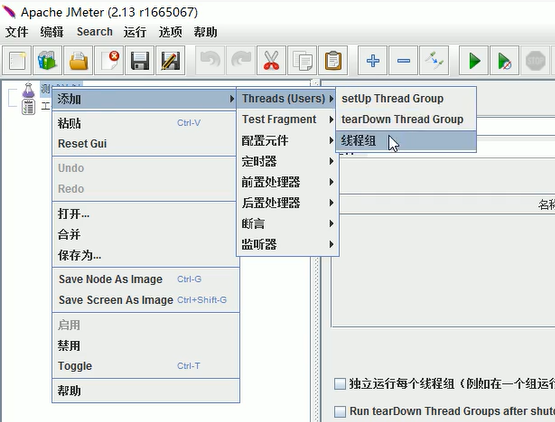 Apache JMeter (2.13 r1665067)
文件 编辑 Search 运行 选项 帮助
添加
Threads (Users)
setUp Thread Group
tearDown Thread Group
线程组
Test Fragment
配置元件
定时器
前置处理器
后置处理器
断言
监听器
粘贴 Ctrl-V
Reset Gui
Undo
Redo
打开...
合并
保存为...
Save Node As Image Ctrl-G
Save Screen As Image Ctrl+Shift-G
启用
禁用
Toggle Ctrl-T
帮助
名称
独立运行每个线程组（例如在一个组运行
Run tearDown Thread Groups after shutd